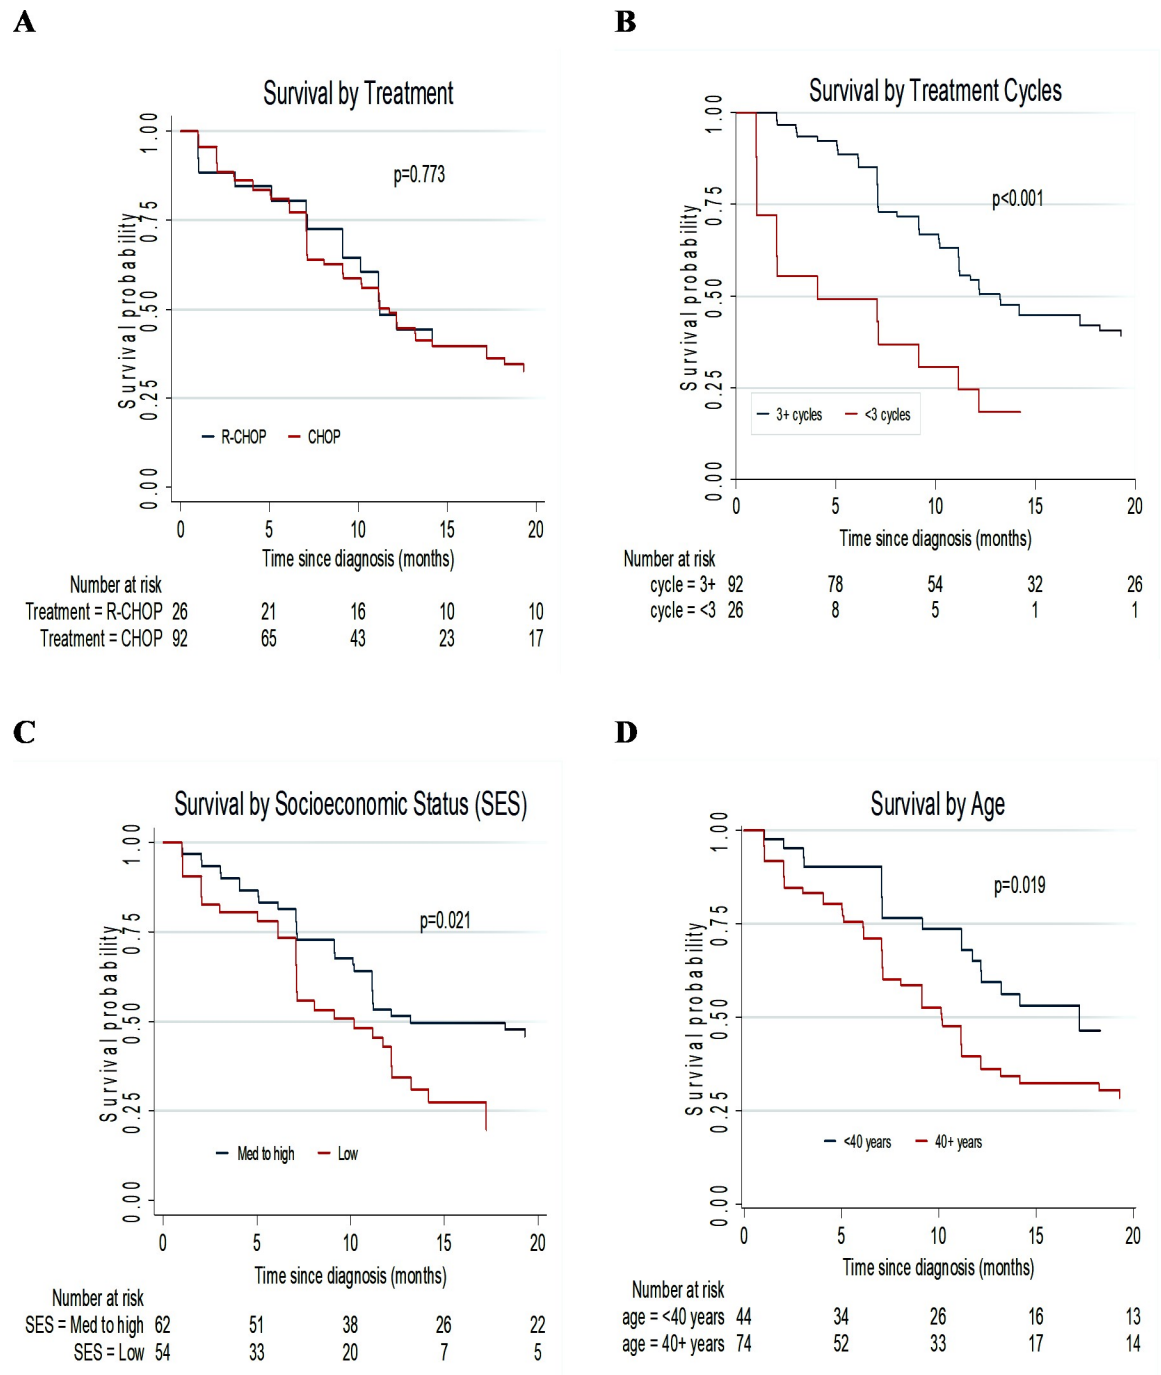 A
Survival by Treatment
p=0.773
Survival probability
1.00
0.75
0.50
0.25
0.00
R-CHOP CHOP
0 5 10 15 20
Time since diagnosis (months)
Number at risk
Treatment = R-CHOP 26 21 16 10 10
Treatment = CHOP 92 65 43 23 17
B
Survival by Treatment Cycles
p<0.001
Survival probability
1.00
0.75
0.50
0.25
0.00
3+ cycles <3 cycles
0 5 10 15 20
Time since diagnosis (months)
Number at risk
cycle = 3+ 92 78 54 32 26
cycle = <3 26 8 5 1 1
C
Survival by Socioeconomic Status (SES)
p=0.021
Survival probability
1.00
0.75
0.50
0.25
0.00
Med to high Low
0 5 10 15 20
Time since diagnosis (months)
Number at risk
SES = Med to high 62 51 38 26 22
SES = Low 54 33 20 7 5
D
Survival by Age
p=0.019
Survival probability
1.00
0.75
0.50
0.25
0.00
<40 years 40+ years
0 5 10 15 20
Time since diagnosis (months)
Number at risk
age = <40 years 44 34 26 16 13
age = 40+ years 74 52 33 17 14